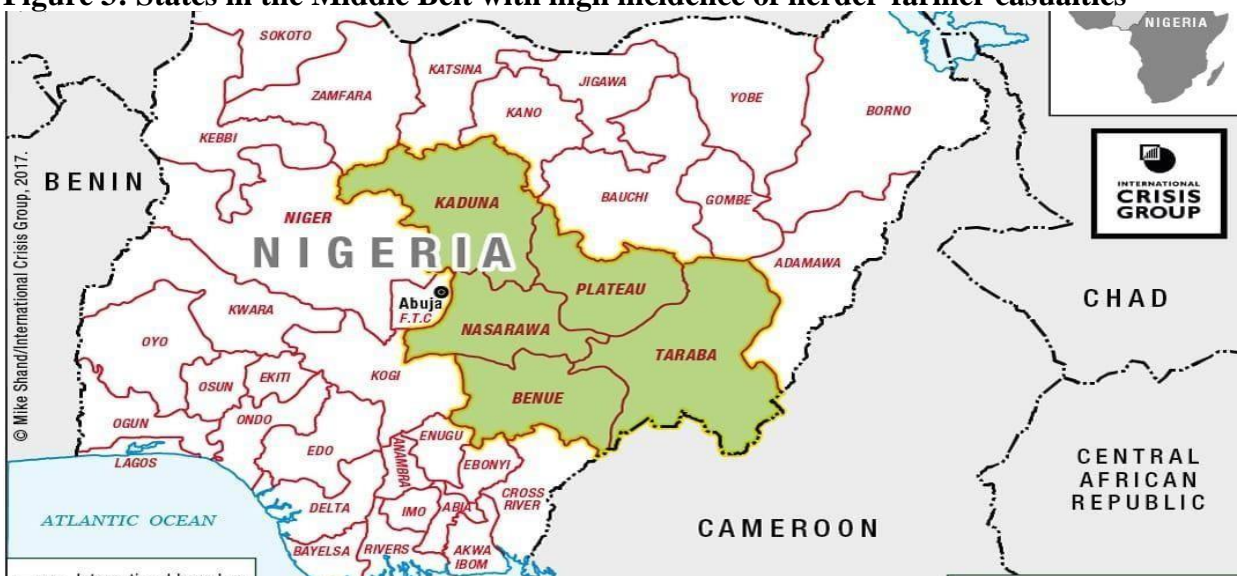 Figure 3: States in the Middle Belt with high incidence of herder-farmer casualties
NIGERIA
SOKOTO
KATSINA
JIGAWA
ZAMFARA
KANO
YOBE
BORNO
KEBBI
© Mike Shand/International Crisis Group, 2017.
BENIN
INTERNATIONAL
CRISIS
GROUP
KADUNA
BAUCHI
GOMBE
NIGER
NIGERIA
ADAMAWA
PLATEAU
CHAD
Abuja
F.T.C
KWARA
NASARAWA
OYO
TARABA
KOGI
OSUN
EKITI
BENUE
OGUN
ONDO
ENUGU
EDO
ANAMBRA
LAGOS
EBONYI
CENTRAL
AFRICAN
REPUBLIC
CROSS
RIVER
DELTA
IMO
ABIA
ATLANTIC OCEAN
CAMEROON
BAYELSA
RIVERS
AKWA
IBOM